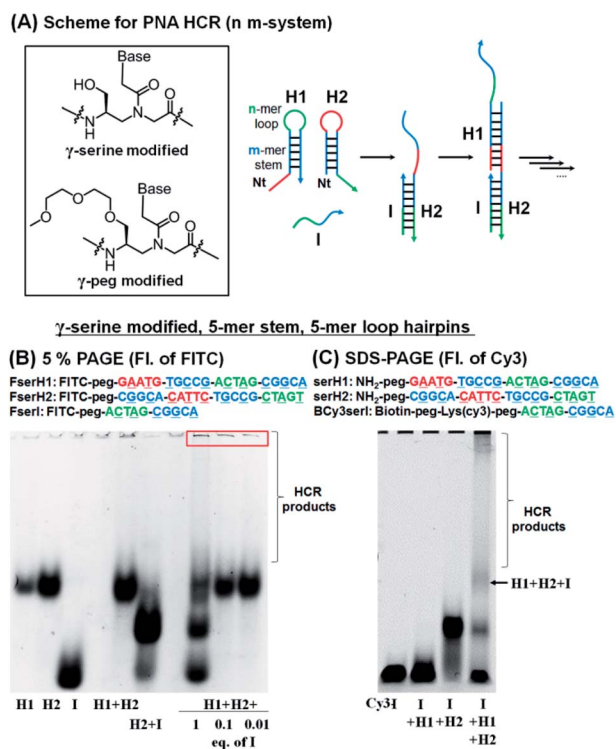 (A) Scheme for PNA HCR (n m-system)
Base
HO
O
O
N
N
H
γ-serine modified
Base
O
O
O
O
O
O
N
N
H
γ-peg modified
H1 H2
n-mer
loop
m-mer
stem
Nt Nt
I
I H2
H1
I H2
....
γ-serine modified, 5-mer stem, 5-mer loop hairpins
(B) 5 % PAGE (Fl. of FITC)
FserH1: FITC-peg-GAATG-TGCCG-ACTAG-CGGCA
FserH2: FITC-peg-CGGCA-CATTC-TGCCG-CTAGT
FserI: FITC-peg-ACTAG-CGGCA
HCR
products
H1 H2 I H1+H2 H1+H2+
H2+I 1 0.1 0.01
eq. of I
(C) SDS-PAGE (Fl. of Cy3)
serH1: NH2-peg-GAATG-TGCCG-ACTAG-CGGCA
serH2: NH2-peg-CGGCA-CATTC-TGCCG-CTAGT
BCy3serI: Biotin-peg-Lys(cy3)-peg-ACTAG-CGGCA
HCR
products
H1+H2+I
Cy3I I I I
+H1 +H2 +H1
+H2